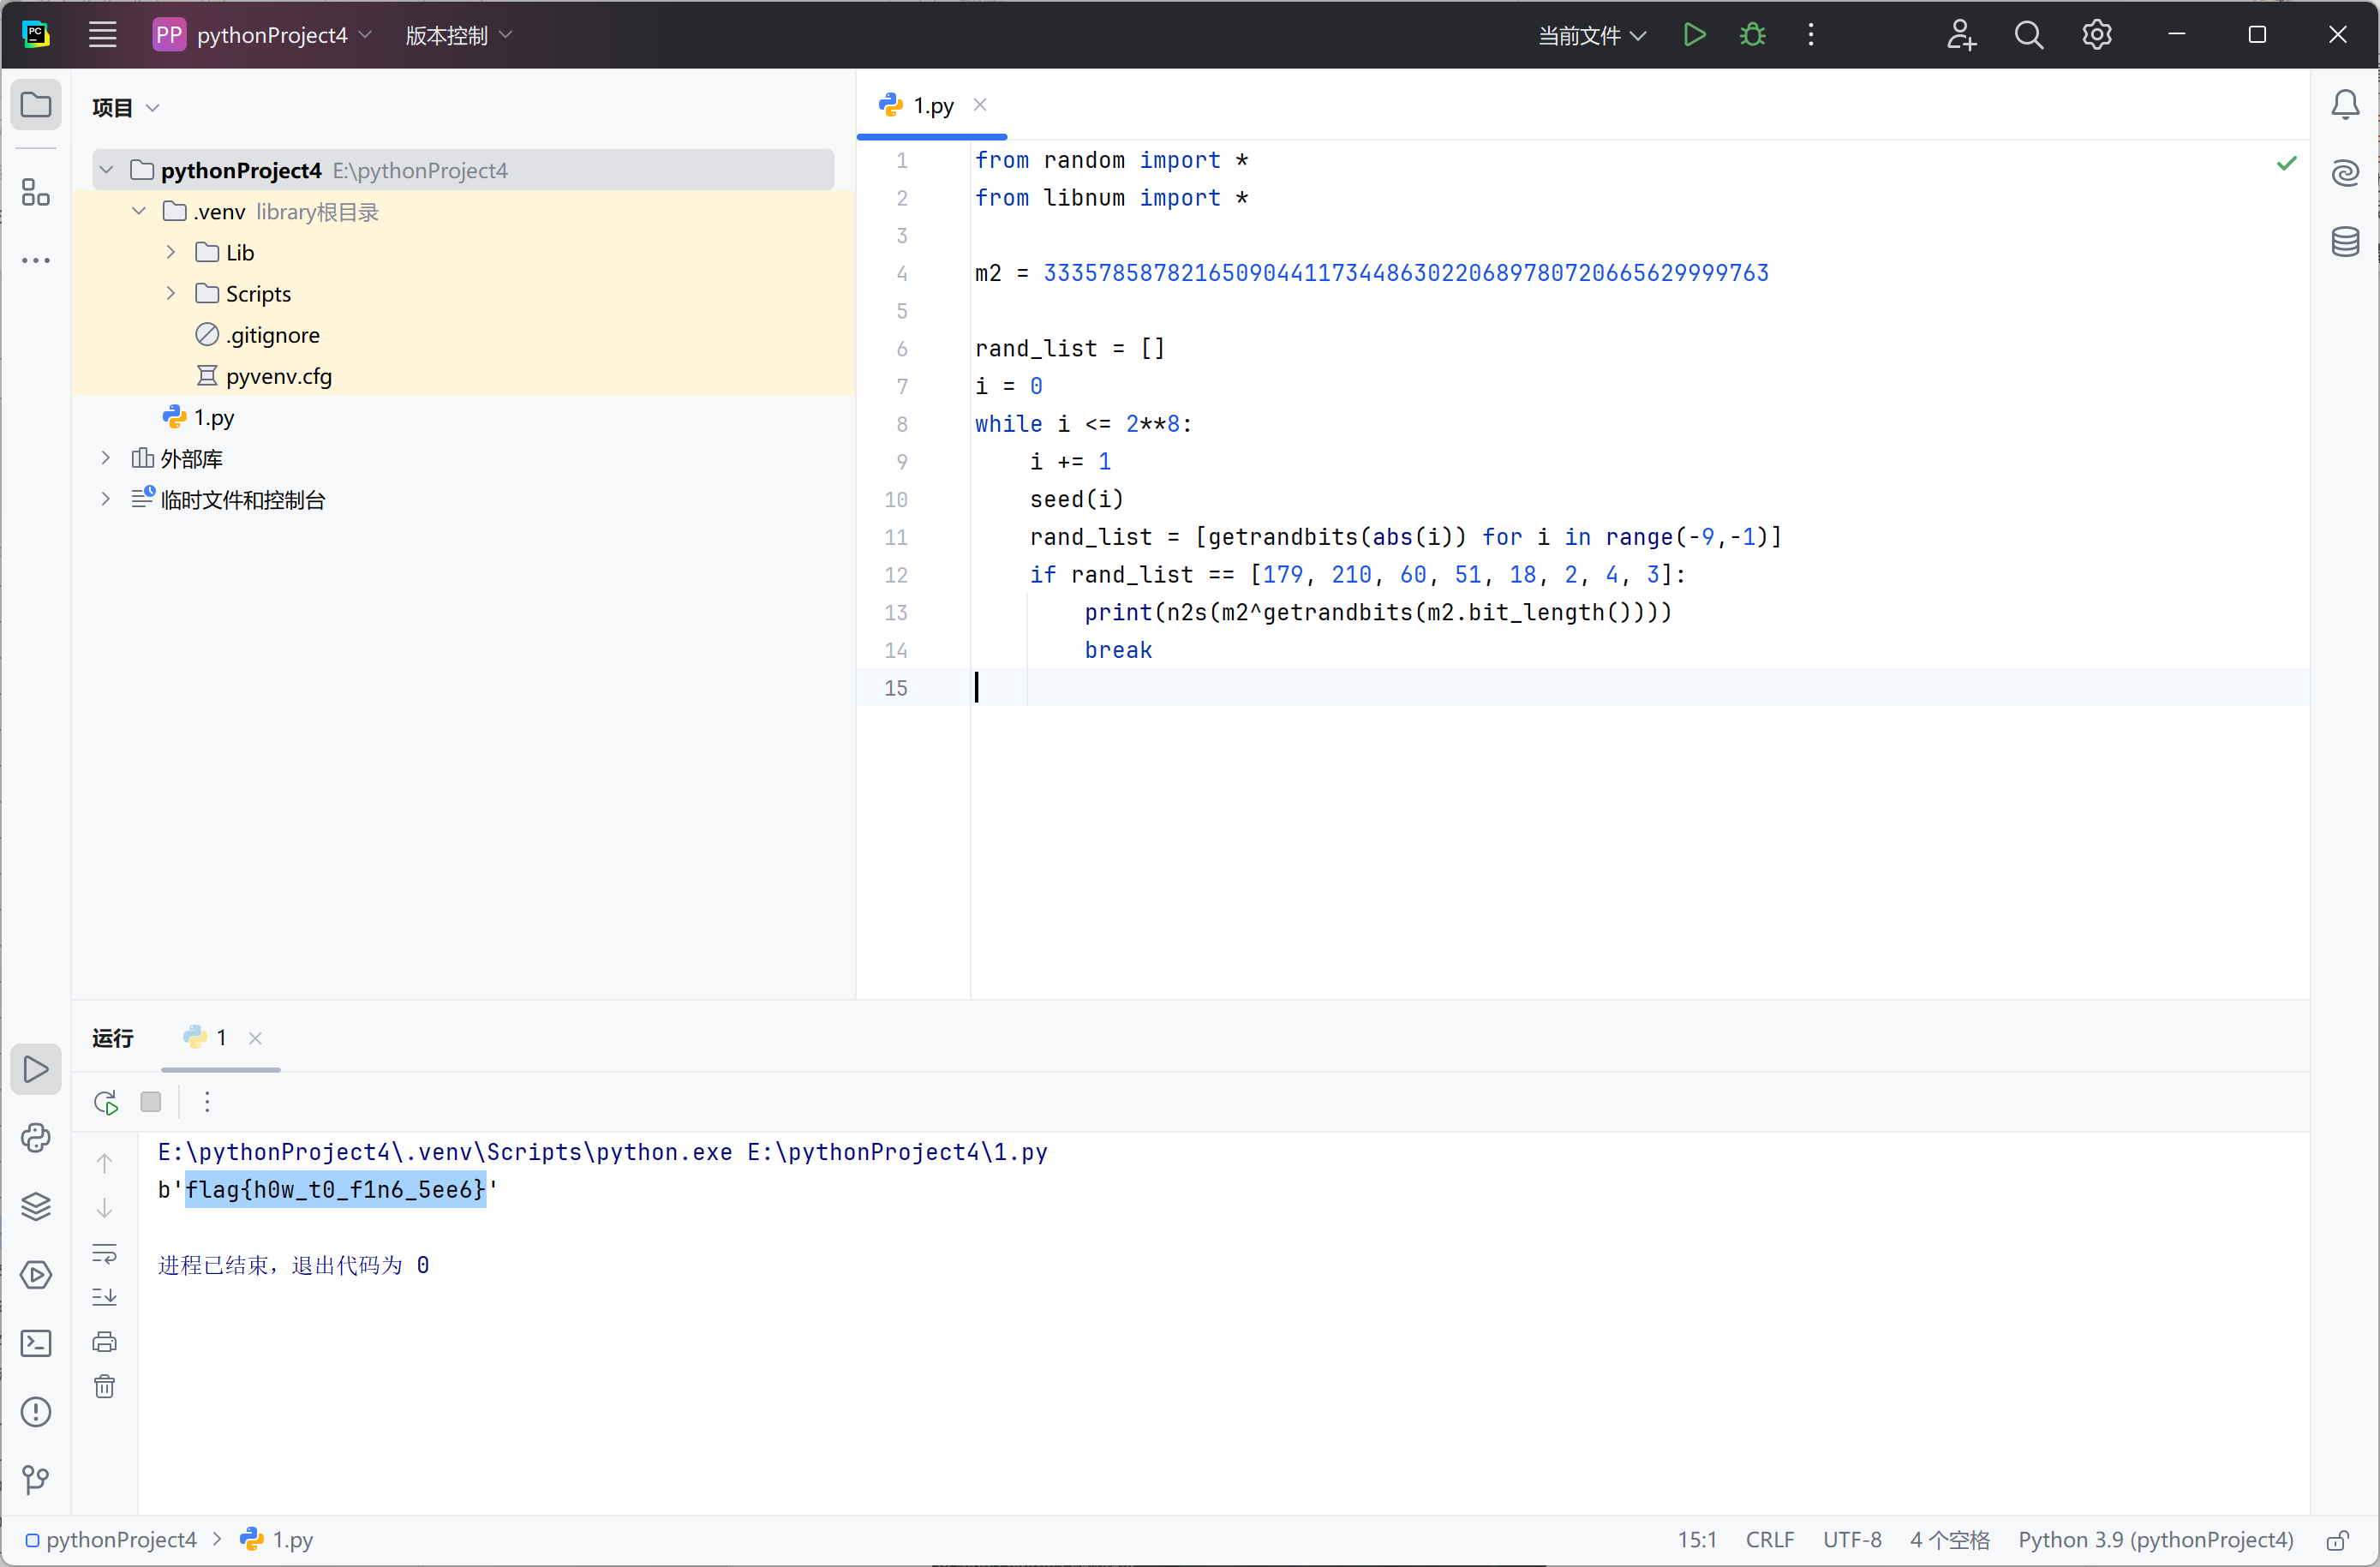 PC
PP pythonProject4 版本控制 当前文件
项目
pythonProject4 E:\pythonProject4
.venv library根目录
Lib
Scripts
.gitignore
pyvenv.cfg
1.py
外部库
临时文件和控制台
1.py
1 from random import *
2 from libnum import *
3
4 m2 = 33357858782165090441173448630220689780720665629999763
5
6 rand_list = []
7 i = 0
8 while i <= 2**8:
9 i += 1
10 seed(i)
11 rand_list = [getrandbits(abs(i)) for i in range(-9,-1)]
12 if rand_list == [179, 210, 60, 51, 18, 2, 4, 3]:
13 print(n2s(m2^getrandbits(m2.bit_length())))
14 break
15
运行 1
E:\pythonProject4\.venv\Scripts\python.exe E:\pythonProject4\1.py
b'flag{h0w_t0_f1n6_5ee6}'
进程已结束，退出代码为 0
pythonProject4 1.py 15:1 CRLF UTF-8 4 个空格 Python 3.9 (pythonProject4)